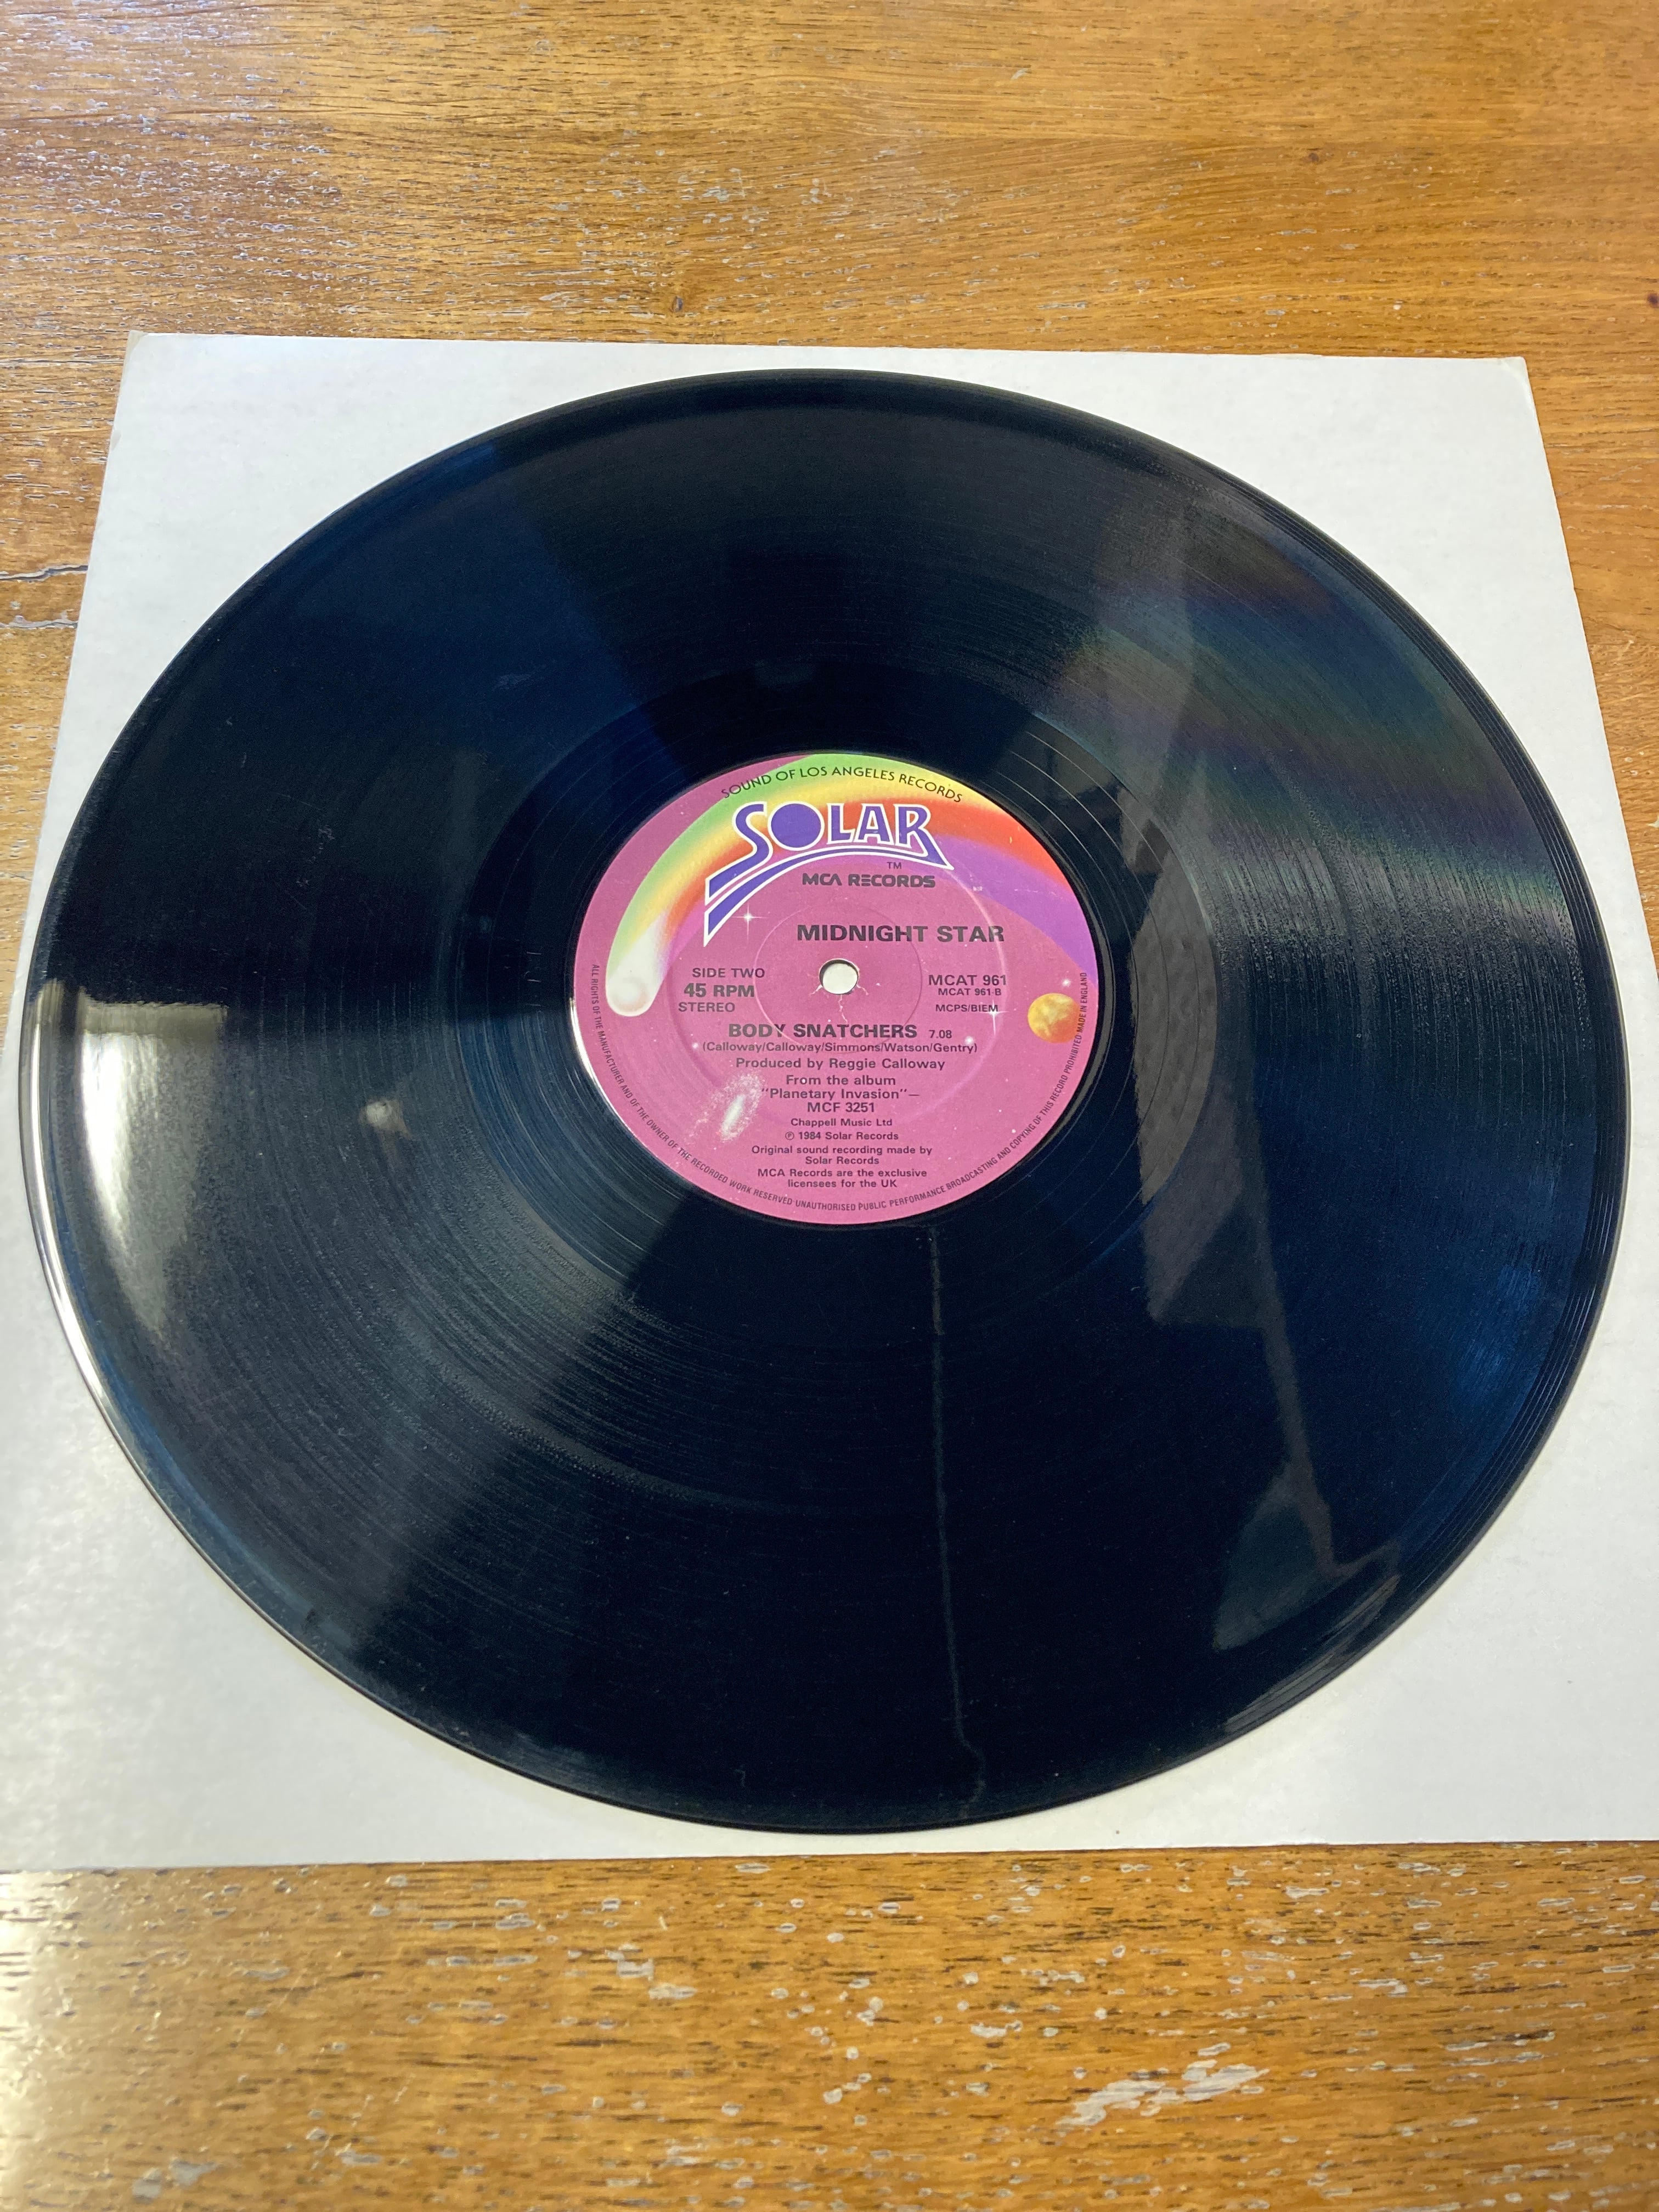 SOUND OF LOS ANGELES RECORDS
SOLAR
TM
MCA RECORDS
MIDNIGHT STAR
SIDE TWO
45 RPM
STEREO
MCAT 961
MCAT 961 B
MCPS/BIEM
BODY SNATCHERS 7.08
(Calloway/Calloway/Simmons/Watson/Gentry)
Produced by Reggie Calloway
From the album
"Planetary Invasion"—
MCF 3251
Chappell Music Ltd
℗ 1984 Solar Records
Original sound recording made by
Solar Records
MCA Records are the exclusive
licensees for the UK
ALL RIGHTS OF THE MANUFACTURER AND OF THE OWNER OF THE RECORDED WORK RESERVED UNAUTHORISED PUBLIC PERFORMANCE BROADCASTING AND COPYING OF THIS RECORD PROHIBITED MADE IN ENGLAND